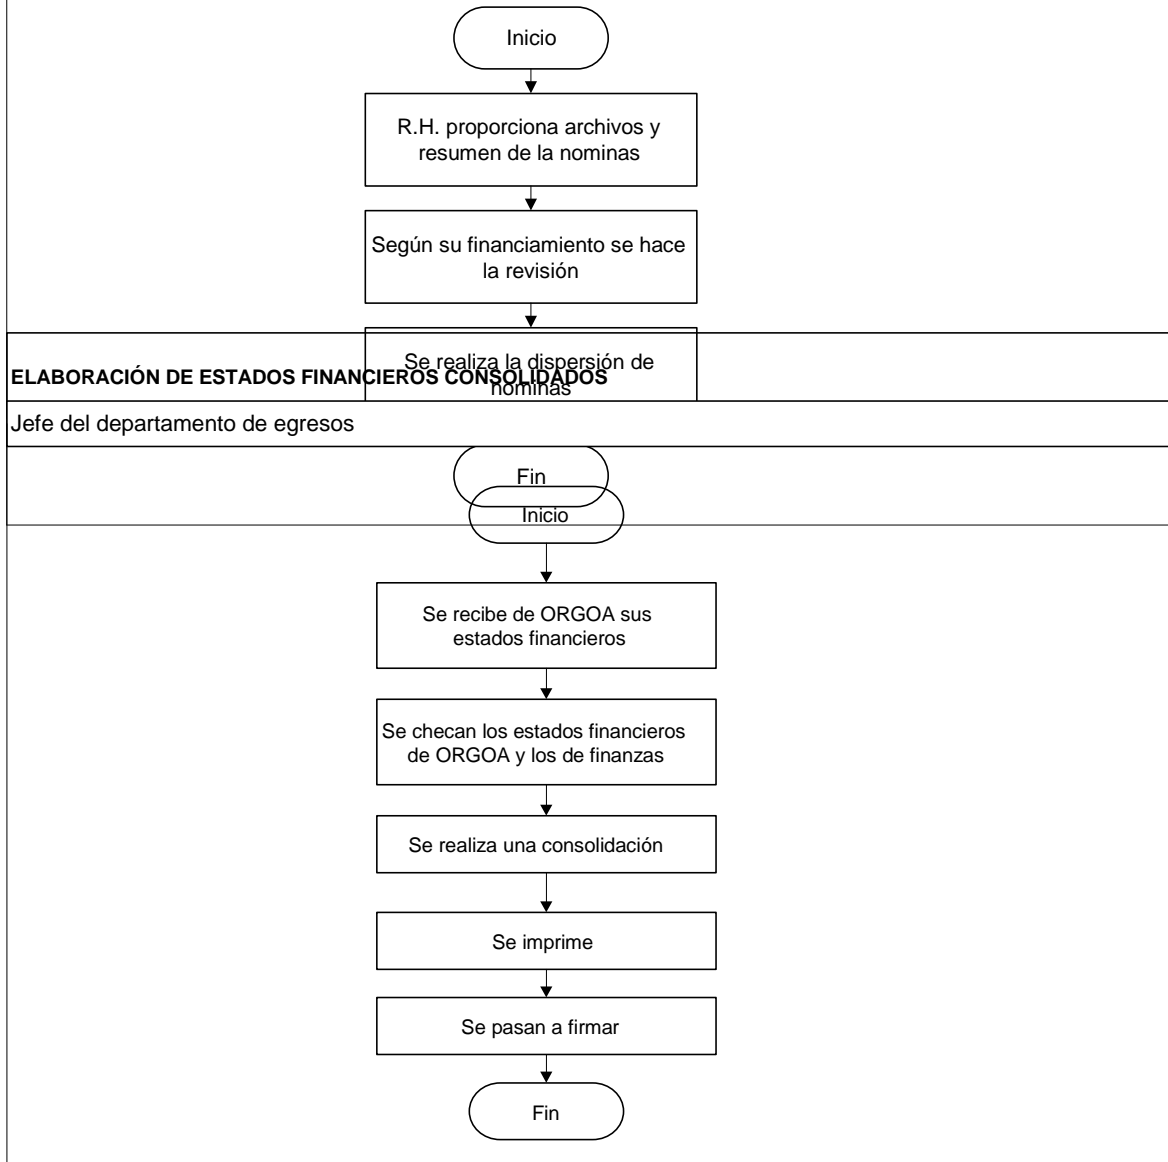 Inicio
R.H. proporciona archivos y
resumen de la nominas
Según su financiamiento se hace
la revisión
Se realiza la dispersión de
nominas
ELABORACIÓN DE ESTADOS FINANCIEROS CONSOLIDADOS
Jefe del departamento de egresos
Fin
Inicio
Se recibe de ORGOA sus
estados financieros
Se checan los estados financieros
de ORGOA y los de finanzas
Se realiza una consolidación
Se imprime
Se pasan a firmar
Fin